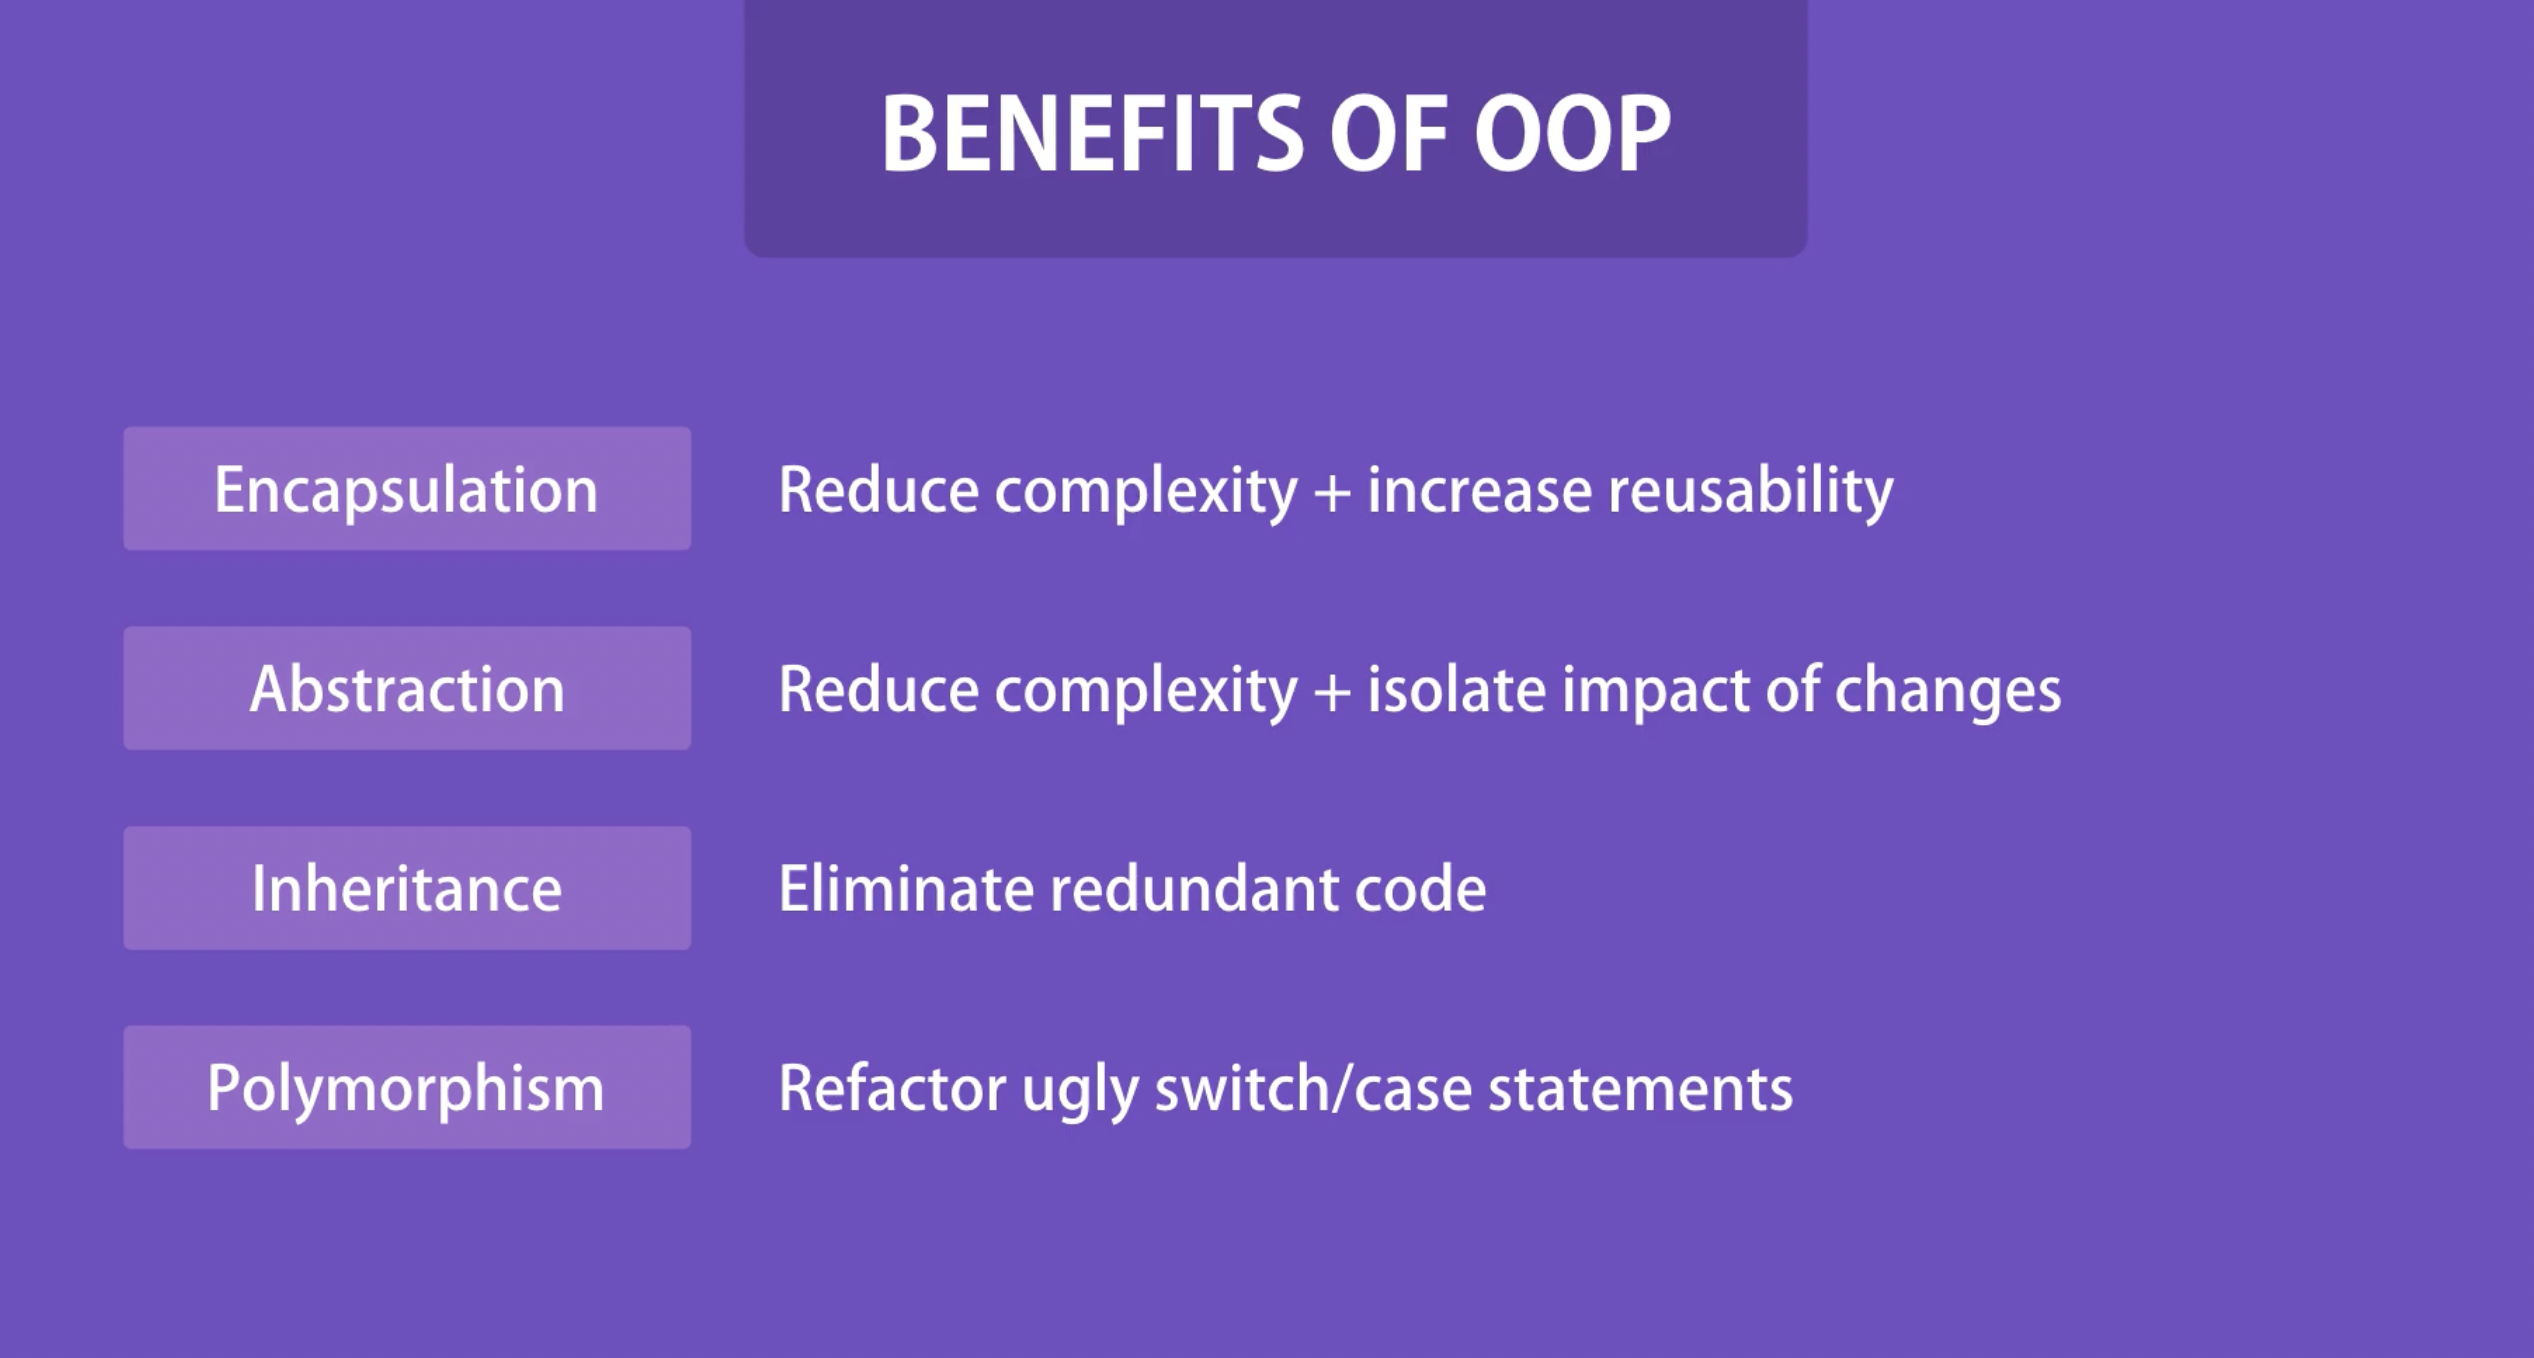 BENEFITS OF OOP
Encapsulation Reduce complexity + increase reusability
Abstraction Reduce complexity + isolate impact of changes
Inheritance Eliminate redundant code
Polymorphism Refactor ugly switch/case statements